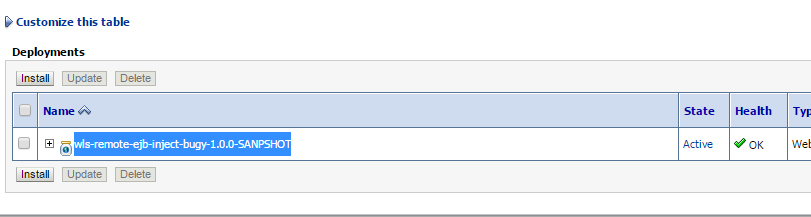 Customize this table
Deployments
Install Update Delete
Name State Health Typ
wls-remote-ejb-inject-bugy-1.0.0-SANPSHOT Active OK Web
Install Update Delete